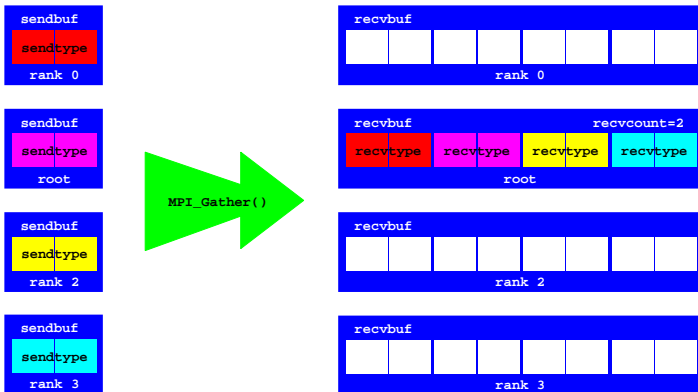 sendbuf
sendtype
rank 0
recvbuf
rank 0
sendbuf
sendtype
root
MPI_Gather()
recvbuf recvcount=2
recvtype recvtype recvtype recvtype
root
sendbuf
sendtype
rank 2
recvbuf
rank 2
sendbuf
sendtype
rank 3
recvbuf
rank 3